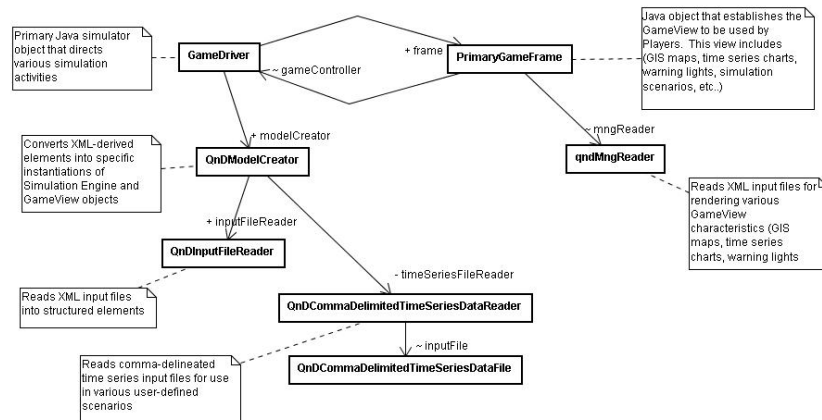 Primary Java simulator
object that directs
various simulation
activities
GameDriver
+ frame
~ gameController
PrimaryGameFrame
Java object that establishes the
GameView to be used by
Players. This view includes
(GIS maps, time series charts,
warning lights, simulation
scenarios, etc..)
+ modelCreator
~ mngReader
Converts XML-derived
elements into specific
instantiations of
Simulation Engine and
GameView objects
QnDModelCreator
qndMngReader
+ inputFileReader
QnDInputFileReader
Reads XML input files for
rendering various
GameView
characteristics (GIS
maps, time series
charts, warning lights
- timeSeriesFileReader
Reads XML input files
into structured elements
QnDCommaDelimitedTimeSeriesDataReader
~ inputFile
Reads comma-delineated
time series input files for use
in various user-defined
scenarios
QnDCommaDelimitedTimeSeriesDataFile